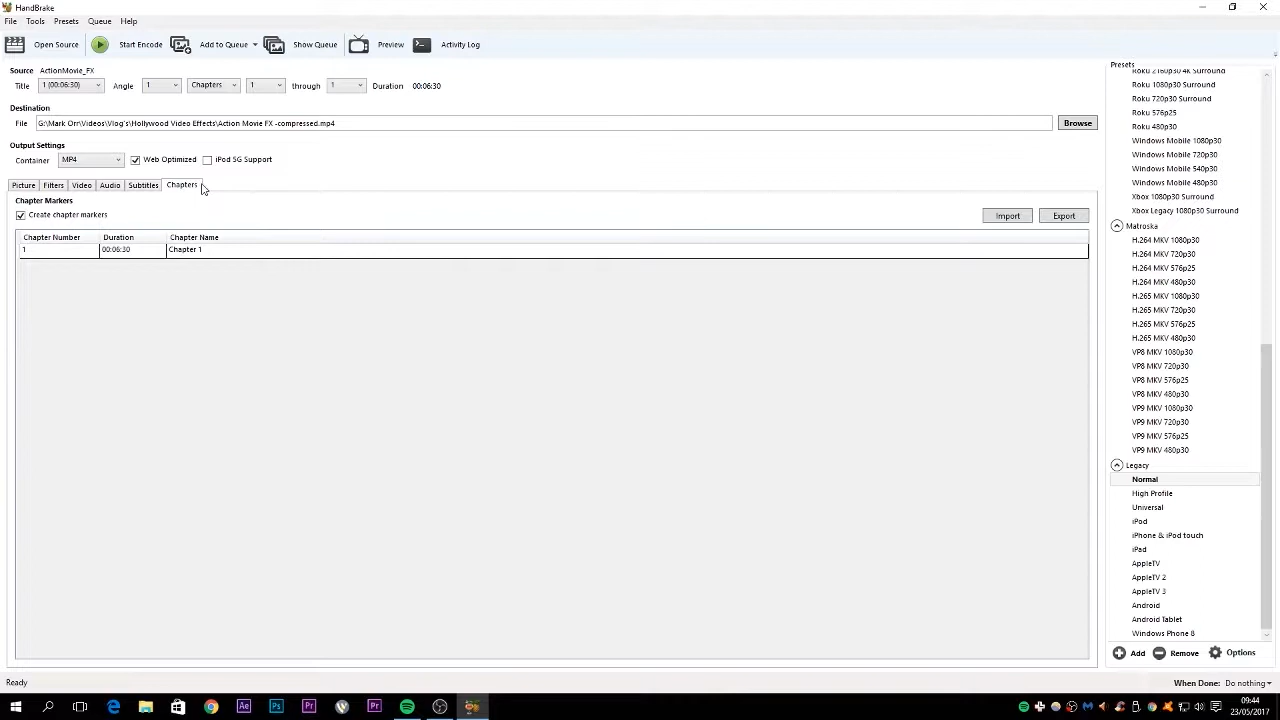 HandBrake
File Tools Presets Queue Help
Open Source Start Encode Add to Queue Show Queue Preview Activity Log
Source ActionMovie_FX
Title 1 (00:06:30) Angle 1 Chapters 1 through 1 Duration 00:06:30
Destination
File G:\Mark Orr\Videos\Vlog's\Hollywood Video Effects\Action Movie FX -compressed.mp4 Browse
Output Settings
Container MP4 Web Optimized iPod 5G Support
Picture Filters Video Audio Subtitles Chapters
Chapter Markers
Create chapter markers Import Export
Chapter Number Duration Chapter Name
1 00:06:30 Chapter 1
Presets
Roku 2160p30 4K Surround
Roku 1080p30 Surround
Roku 720p30 Surround
Roku 576p25
Roku 480p30
Windows Mobile 1080p30
Windows Mobile 720p30
Windows Mobile 540p30
Windows Mobile 480p30
Xbox 1080p30 Surround
Xbox Legacy 1080p30 Surround
Matroska
H.264 MKV 1080p30
H.264 MKV 720p30
H.264 MKV 576p25
H.264 MKV 480p30
H.265 MKV 1080p30
H.265 MKV 720p30
H.265 MKV 576p25
H.265 MKV 480p30
VP8 MKV 1080p30
VP8 MKV 720p30
VP8 MKV 576p25
VP8 MKV 480p30
VP9 MKV 1080p30
VP9 MKV 720p30
VP9 MKV 576p25
VP9 MKV 480p30
Legacy
Normal
High Profile
Universal
iPod
iPhone & iPod touch
iPad
AppleTV
AppleTV 2
AppleTV 3
Android
Android Tablet
Windows Phone 8
Add Remove Options
Ready When Done: Do nothing
Ae Ps Pr Pr
09:44
23/05/2017